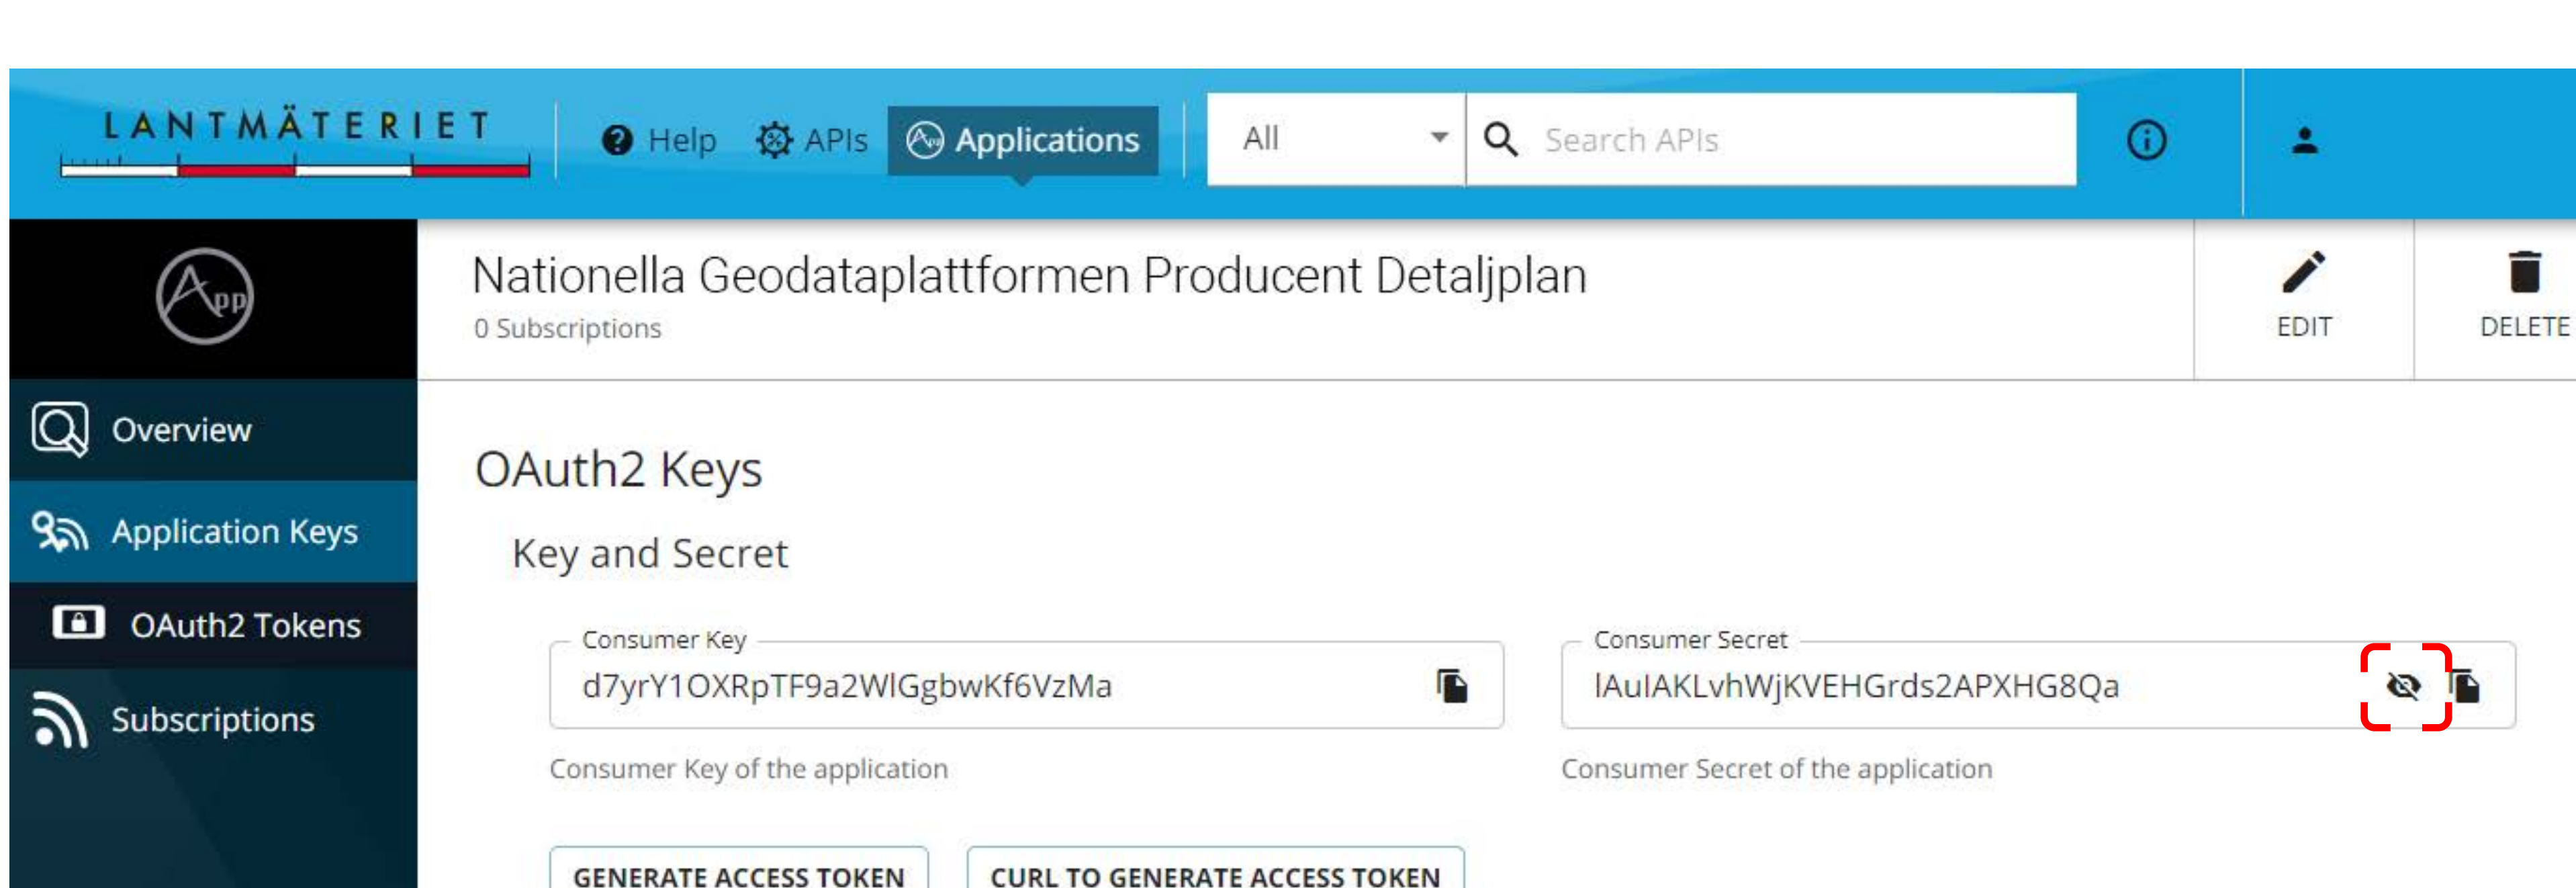 LANTMÄTERIET
Help APIs App Applications All Search APIs
App
Nationella Geodataplattformen Producent Detaljplan
0 Subscriptions
EDIT
DELETE
Overview
Application Keys
OAuth2 Tokens
Subscriptions
OAuth2 Keys
Key and Secret
Consumer Key
d7yrY1OXRpTF9a2WlGgbwKf6VzMa
Consumer Key of the application
Consumer Secret
lAuIAKLvhWjKVEHGrds2APXHG8Qa
Consumer Secret of the application
GENERATE ACCESS TOKEN
CURL TO GENERATE ACCESS TOKEN